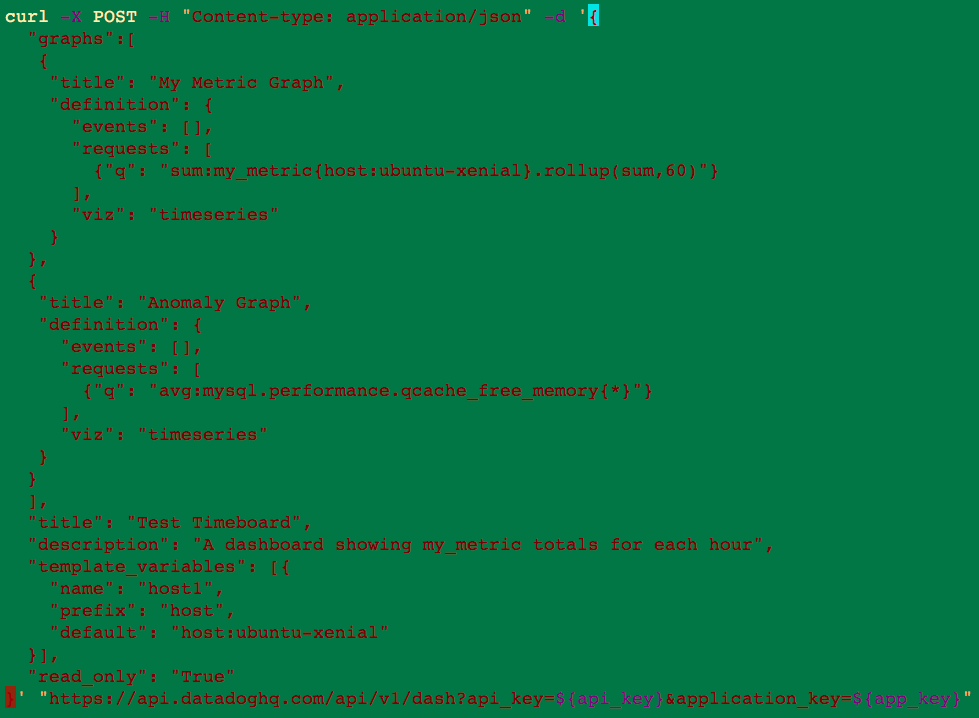 curl -X POST -H "Content-type: application/json" -d '{
  "graphs":[
   {
    "title": "My Metric Graph",
    "definition": {
      "events": [],
      "requests": [
        {"q": "sum:my_metric{host:ubuntu-xenial}.rollup(sum,60)"}
      ],
      "viz": "timeseries"
    }
  },
  {
   "title": "Anomaly Graph",
   "definition": {
     "events": [],
     "requests": [
       {"q": "avg:mysql.performance.qcache_free_memory{*}"}
     ],
     "viz": "timeseries"
   }
  }
  ],
  "title": "Test Timeboard",
  "description": "A dashboard showing my_metric totals for each hour",
  "template_variables": [{
    "name": "host1",
    "prefix": "host",
    "default": "host:ubuntu-xenial"
  }],
  "read_only": "True"
}' "https://api.datadoghq.com/api/v1/dash?api_key=${api_key}&application_key=${app_key}"